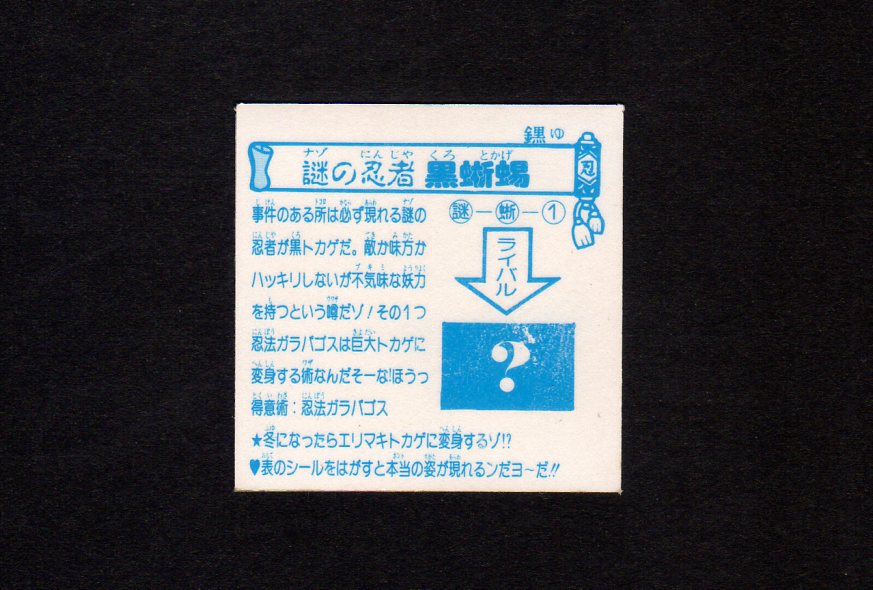 鏍ゆ
謎の忍者 黒蜥蜴
謎―蜥―1
事件のある所は必ず現れる謎の
忍者が黒トカゲだ。敵か味方か
ハッキリしないが不気味な妖力
を持つという噂だゾ!その1つ
忍法ガラパゴスは巨大トカゲに
変身する術なんだそーな!ほうっ
得意術:忍法ガラパゴス
★冬になったらエリマキトカゲに変身するゾ!?
♥表のシールをはがすと本当の姿が現れるンだヨ~だ!!
忍
ライバル
?